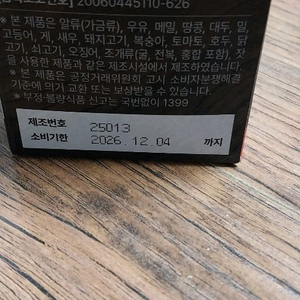 20060445110-626
※ 본 제품은 알류(가금류), 우유, 메밀, 땅콩, 대두, 밀,
고등어, 게, 새우, 돼지고기, 복숭아, 토마토, 호두, 닭고
기, 쇠고기, 오징어, 조개류(굴, 전복, 홍합 포함), 잣
을 사용한 제품과 같은 제조시설에서 제조하였습니다.
※ 본 제품은 공정거래위원회 고시 소비자분쟁해결
기준에 의거 교환 또는 보상받을 수 있습니다.
※ 부정·불량식품 신고는 국번없이 1399
제조번호 25013
소비기한 2026.12.04 까지